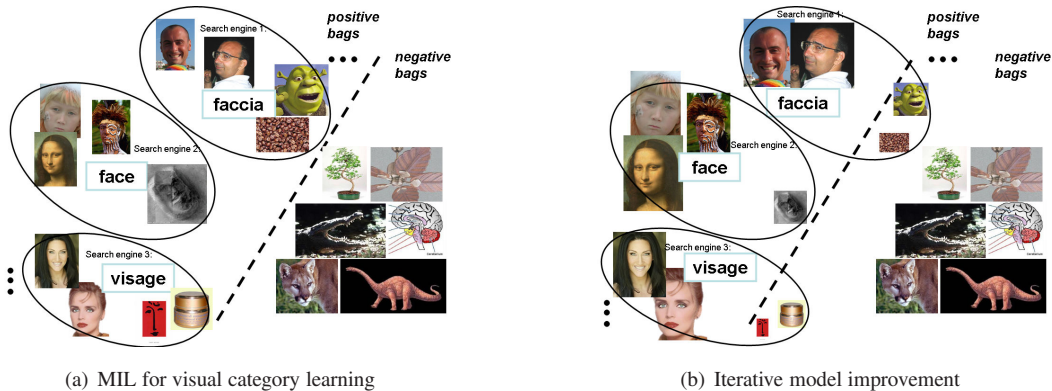 positive
bags
negative
bags
Search engine 1:
faccia
Search engine 2:
face
Search engine 3:
visage
(a) MIL for visual category learning
positive
bags
negative
bags
Search engine 1:
faccia
Search engine 2:
face
Search engine 3:
visage
(b) Iterative model improvement